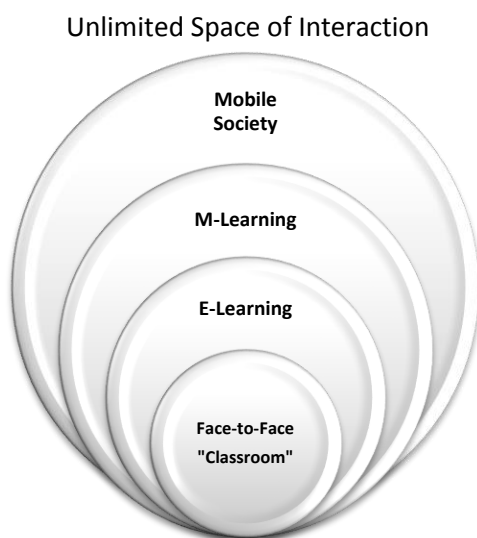 Unlimited Space of Interaction
Mobile
Society
M-Learning
E-Learning
Face-to-Face
"Classroom"